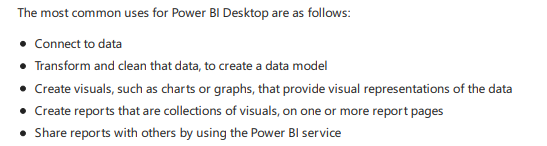 The most common uses for Power BI Desktop are as follows:
● Connect to data
● Transform and clean that data, to create a data model
● Create visuals, such as charts or graphs, that provide visual representations of the data
● Create reports that are collections of visuals, on one or more report pages
● Share reports with others by using the Power BI service